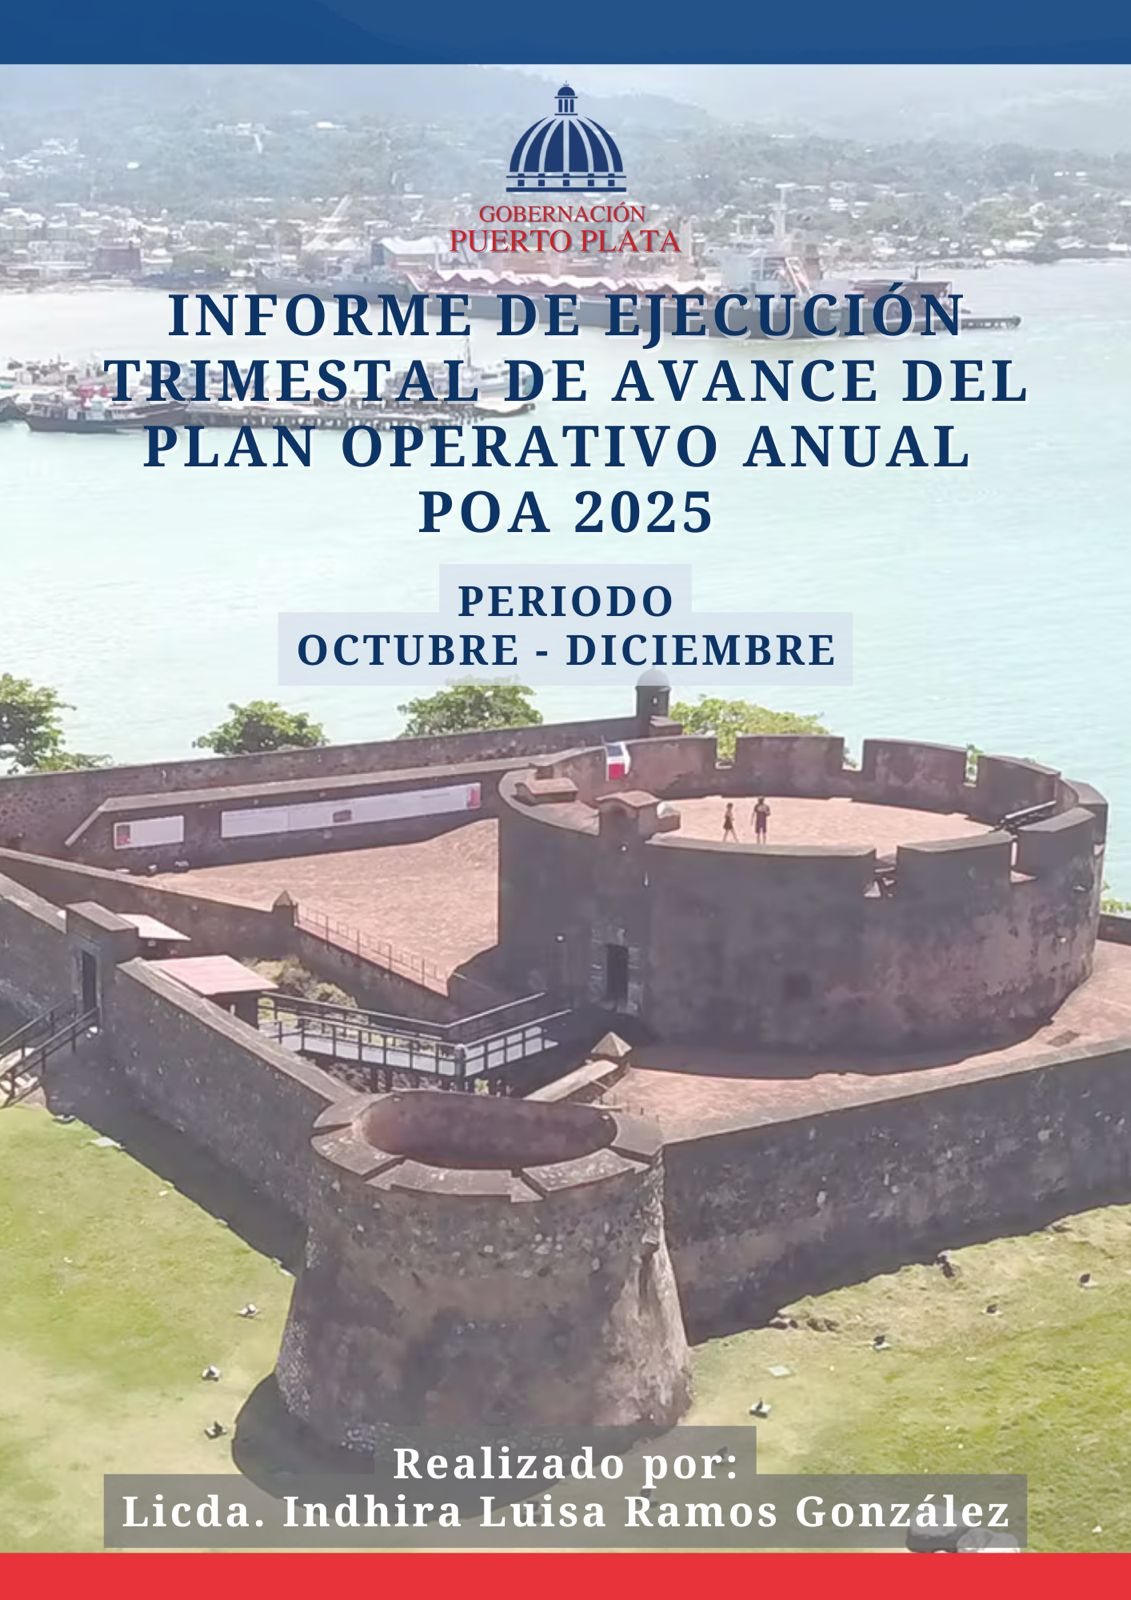 GOBERNACIÓN
PUERTO PLATA
INFORME DE EJECUCIÓN
TRIMESTAL DE AVANCE DEL
PLAN OPERATIVO ANUAL
POA 2025
PERIODO
OCTUBRE - DICIEMBRE
Realizado por:
Licda. Indhira Luisa Ramos González